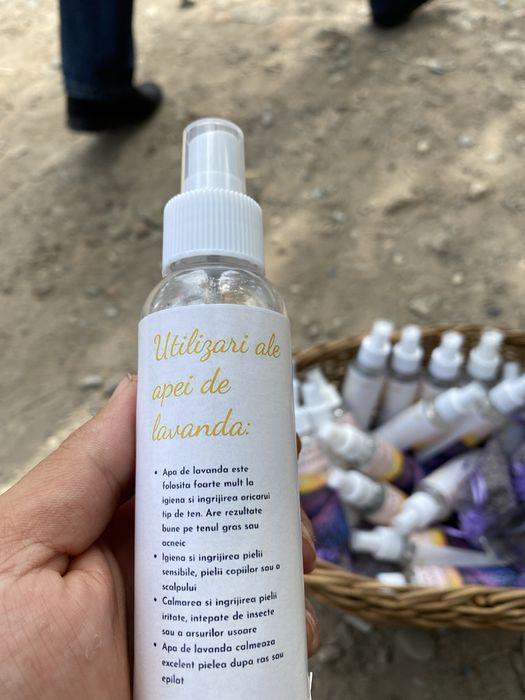 Utilizari ale
apei de
lavanda:
• Apa de lavanda este
folosita foarte mult la
igiena si ingrijirea oricarui
tip de ten. Are rezultate
bune pe tenul gras sau
acneic
• Igiena si ingrijirea pielii
sensibile, pielii copiilor sau a
scalpului
• Calmarea si ingrijirea pielii
iritate, intepate de insecte
sau a arsurilor usoare
• Apa de lavanda calmeaza
excelent pielea dupa ras sau
epilat